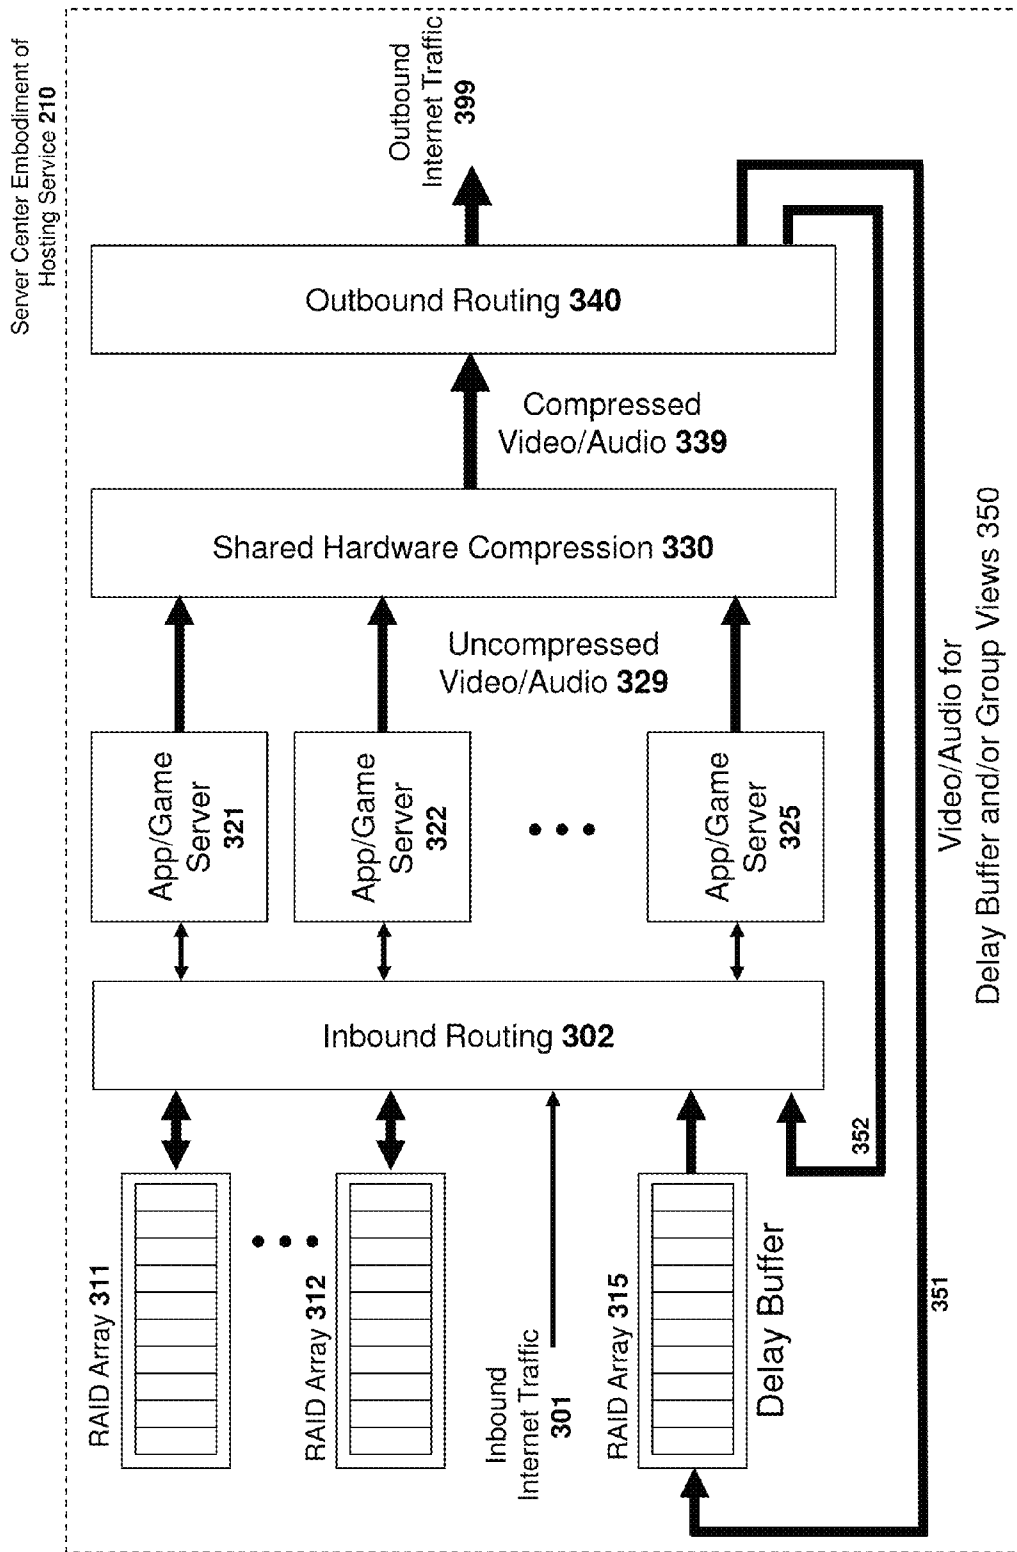 Server Center Embodiment of
Hosting Service 210
Outbound
Internet Traffic
399
Outbound Routing 340
Compressed
Video/Audio 339
Shared Hardware Compression 330
Uncompressed
Video/Audio 329
App/Game
Server
321
App/Game
Server
322
App/Game
Server
325
Inbound Routing 302
RAID Array 311
RAID Array 312
Inbound
Internet Traffic
301
RAID Array 315
Delay Buffer
352
351
Video/Audio for
Delay Buffer and/or Group Views 350